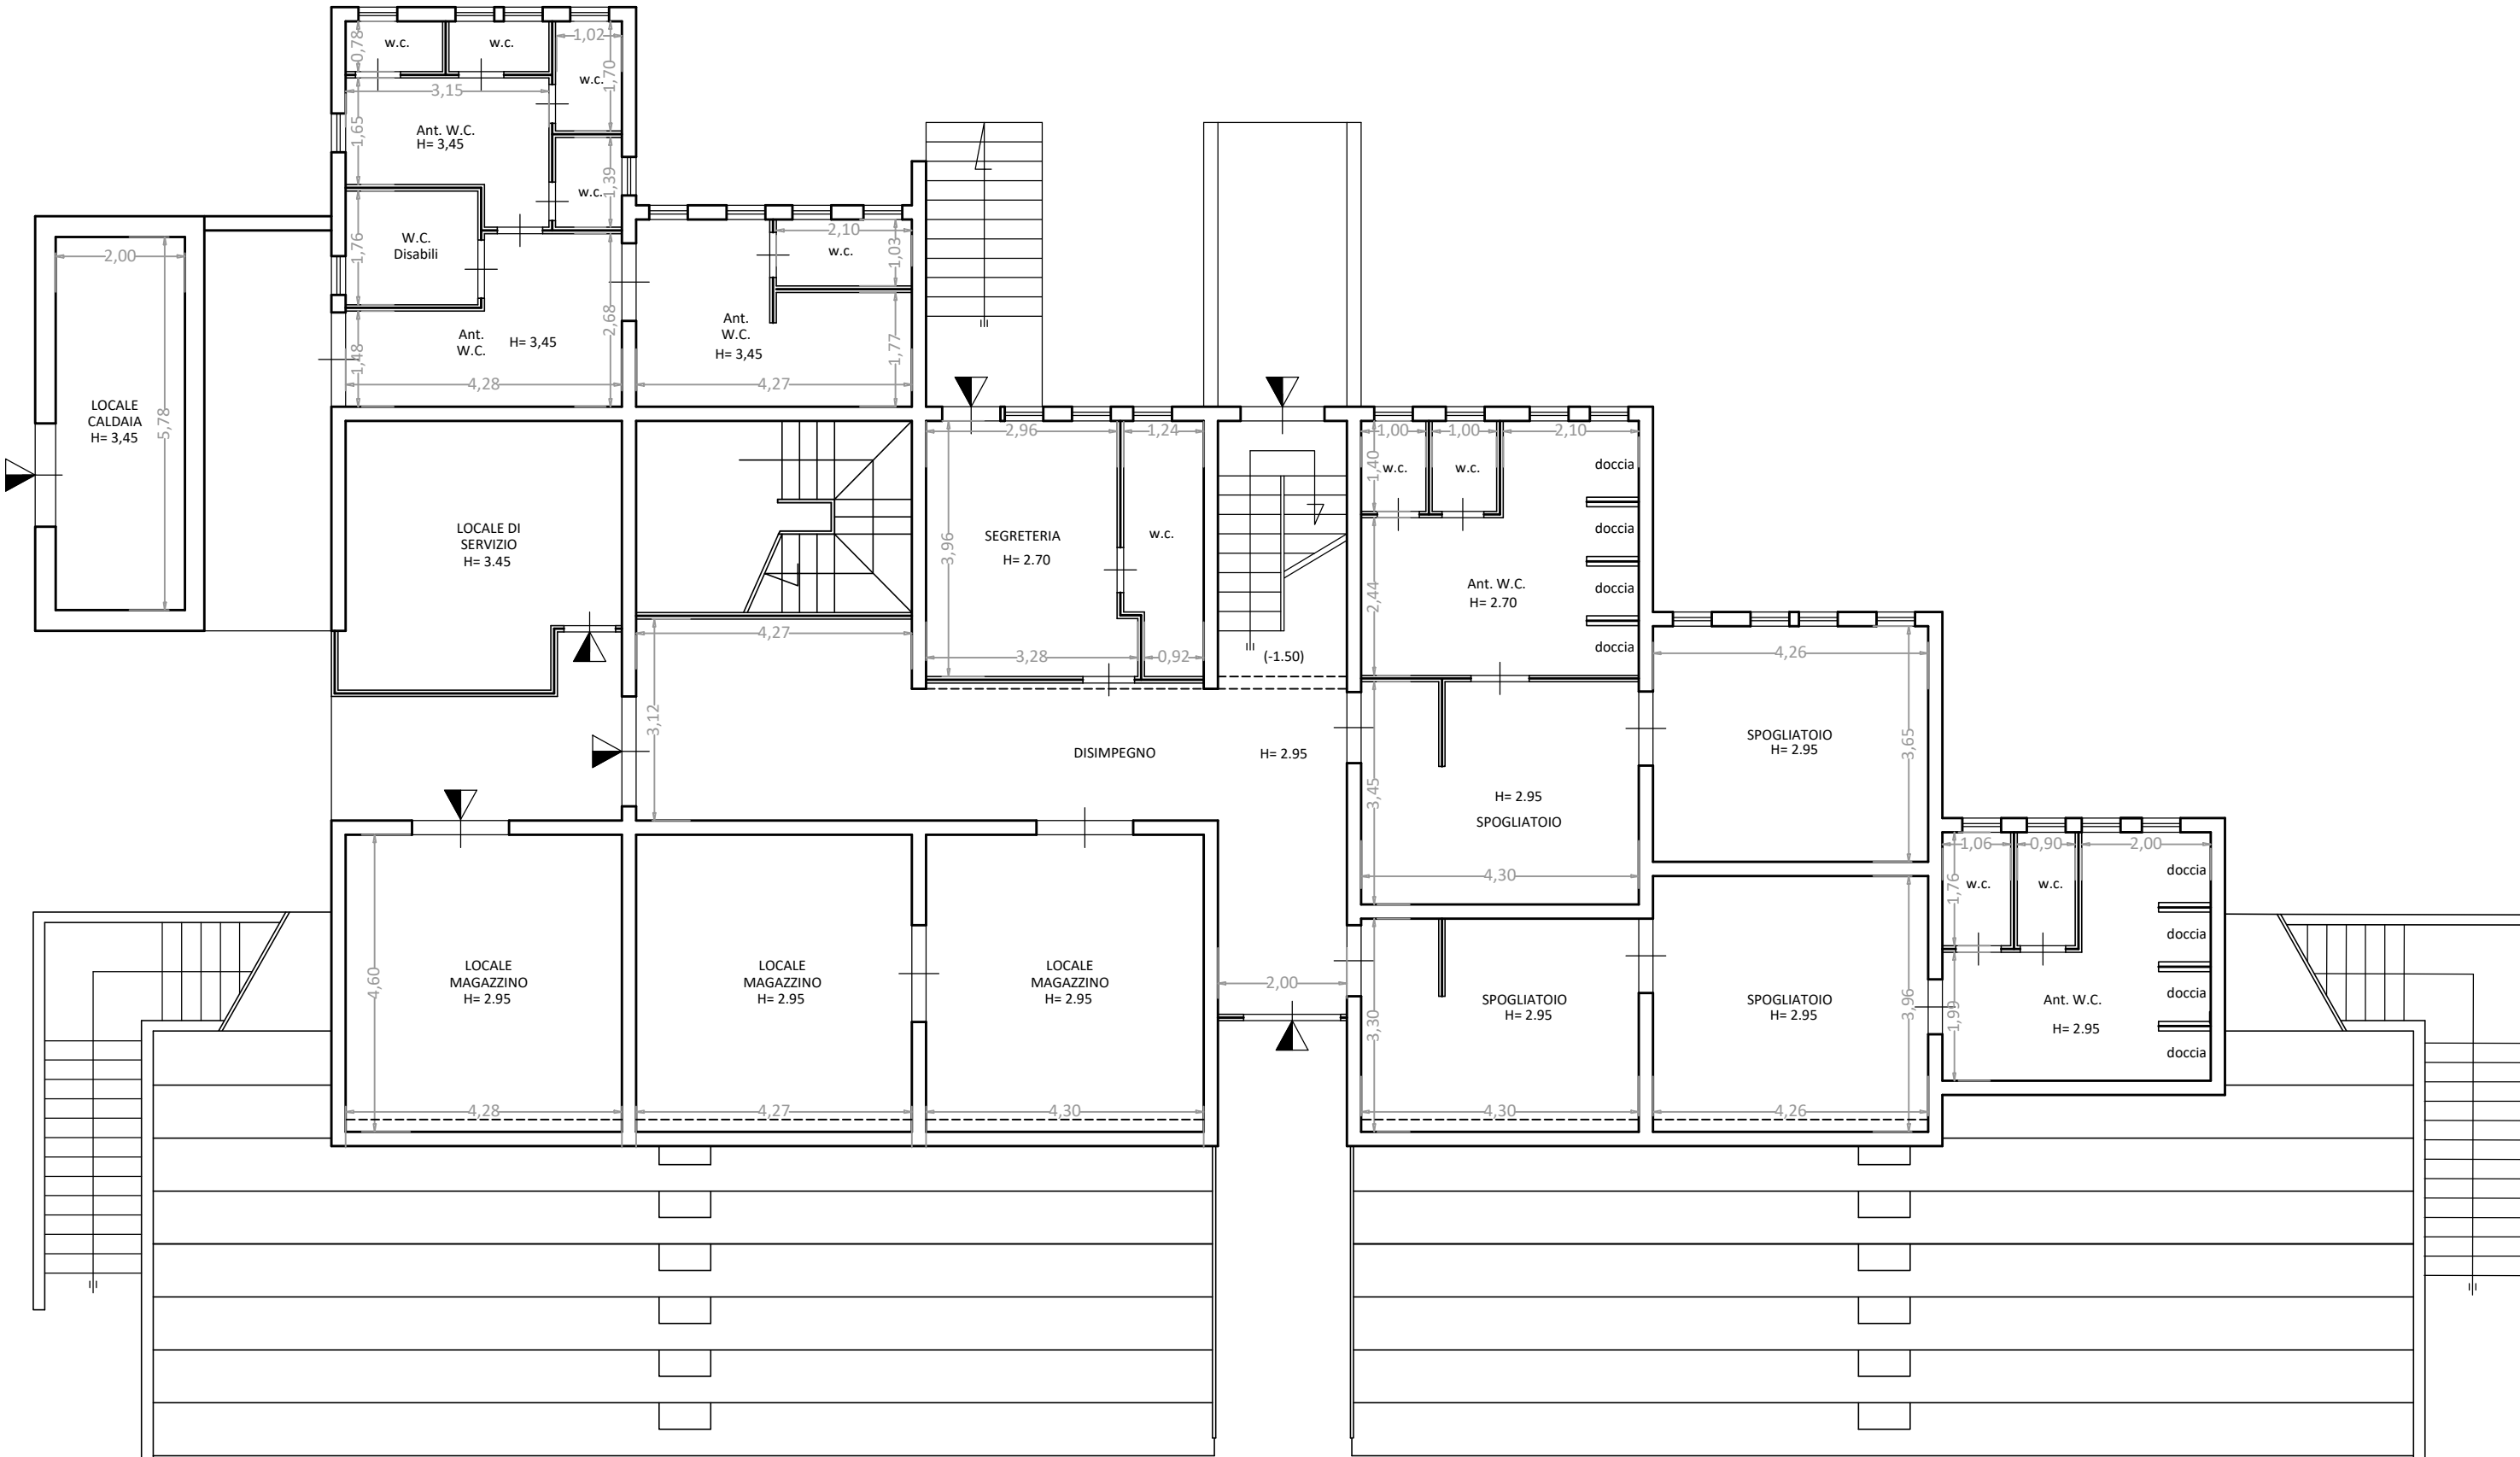 w.c.
w.c.
1,02
0,78
w.c.
1,70
3,15
Ant. W.C.
H= 3,45
1,65
w.c.
1,39
W.C.
Disabili
1,76
2,10
w.c.
1,03
2,00
Ant.
W.C.
H= 3,45
2,68
Ant.
W.C.
H= 3,45
1,77
1,48
4,28
4,27
LOCALE
CALDAIA
H= 3,45
5,78
2,96
1,24
1,00
1,00
2,10
1,40
w.c.
w.c.
doccia
LOCALE DI
SERVIZIO
H= 3.45
SEGRETERIA
H= 2.70
3,96
w.c.
doccia
Ant. W.C.
H= 2.70
2,44
doccia
doccia
4,27
3,28
0,92
(-1.50)
4,26
3,12
DISIMPEGNO
H= 2.95
SPOGLIATOIO
H= 2.95
3,65
3,45
H= 2.95
SPOGLIATOIO
4,30
1,06
0,90
2,00
w.c.
w.c.
1,76
doccia
doccia
doccia
doccia
LOCALE
MAGAZZINO
H= 2.95
4,60
LOCALE
MAGAZZINO
H= 2.95
LOCALE
MAGAZZINO
H= 2.95
2,00
SPOGLIATOIO
H= 2.95
3,30
SPOGLIATOIO
H= 2.95
3,96
1,99
Ant. W.C.
H= 2.95
4,28
4,27
4,30
4,30
4,26